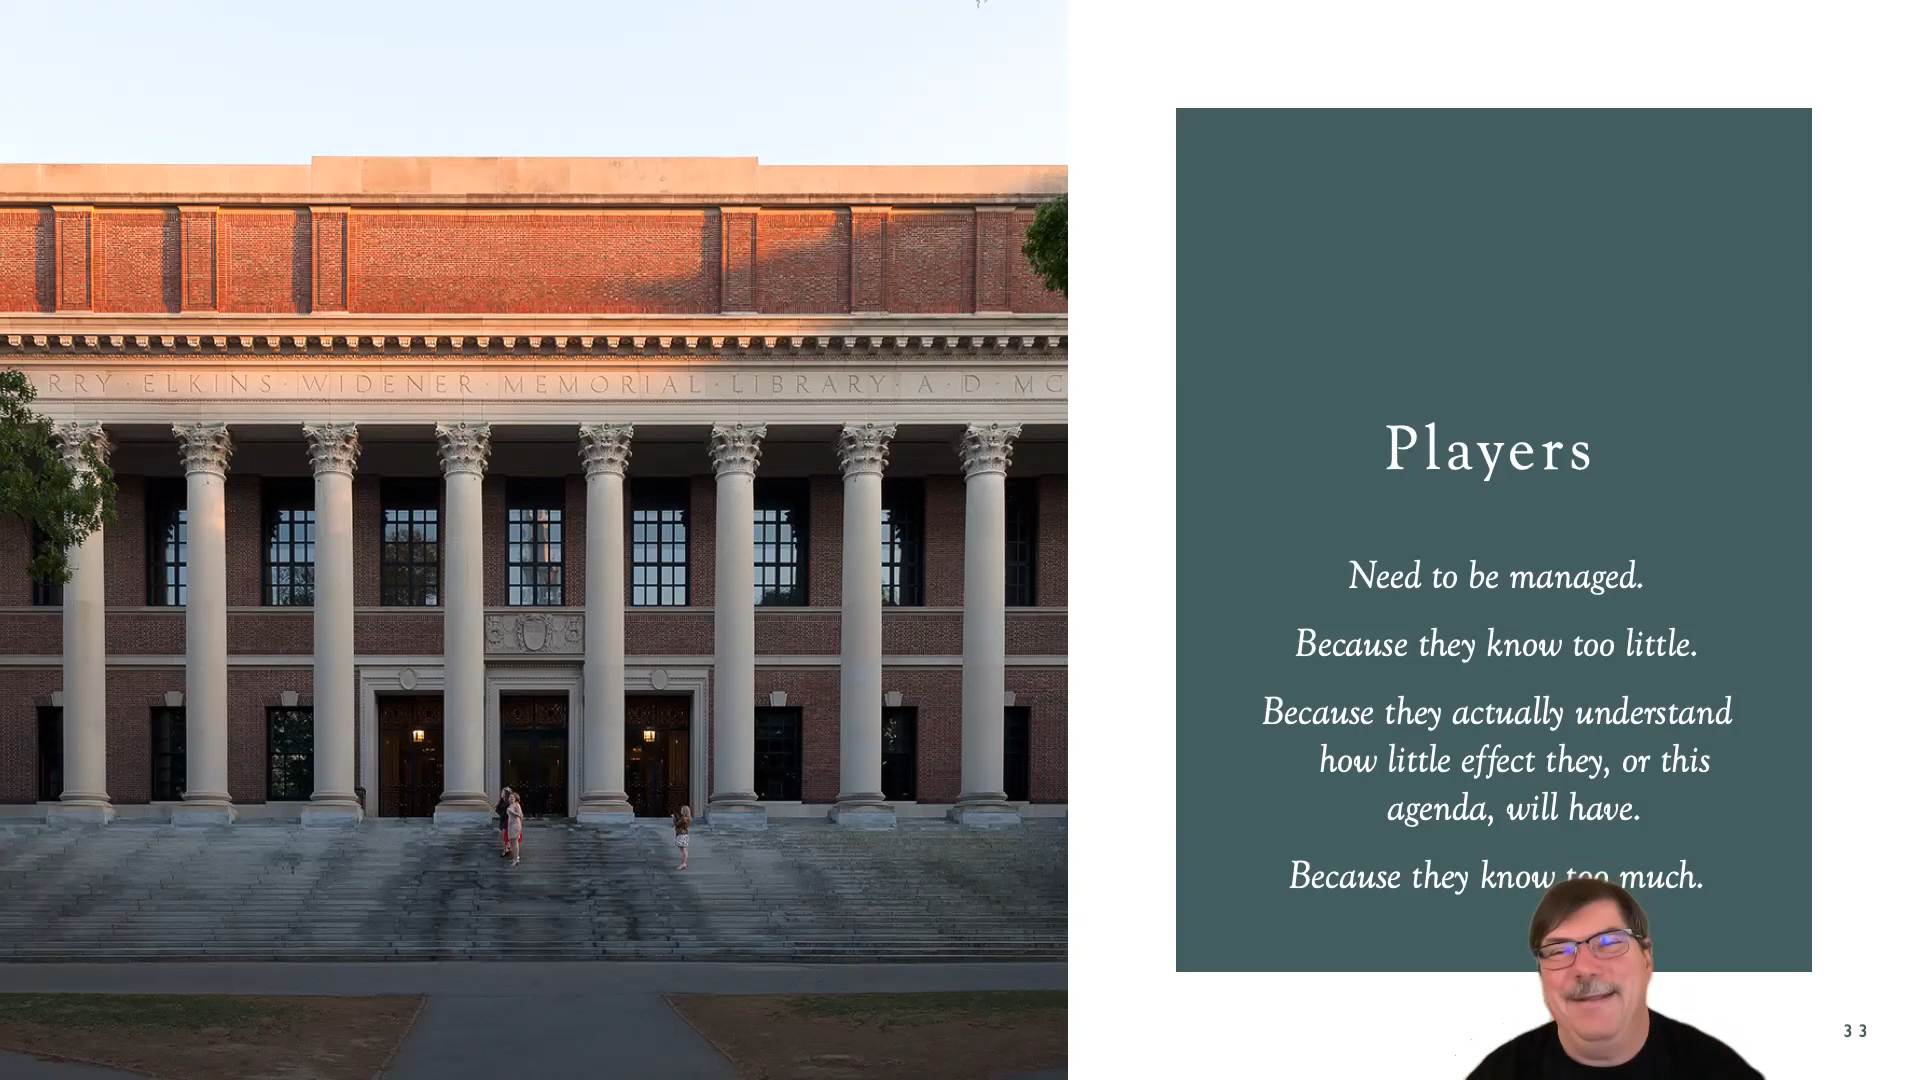 RRY · ELKINS · WIDENER · MEMORIAL · LIBRARY · A · D · MC
Players
Need to be managed.
Because they know too little.
Because they actually understand
how little effect they, or this
agenda, will have.
Because they know too much.
33